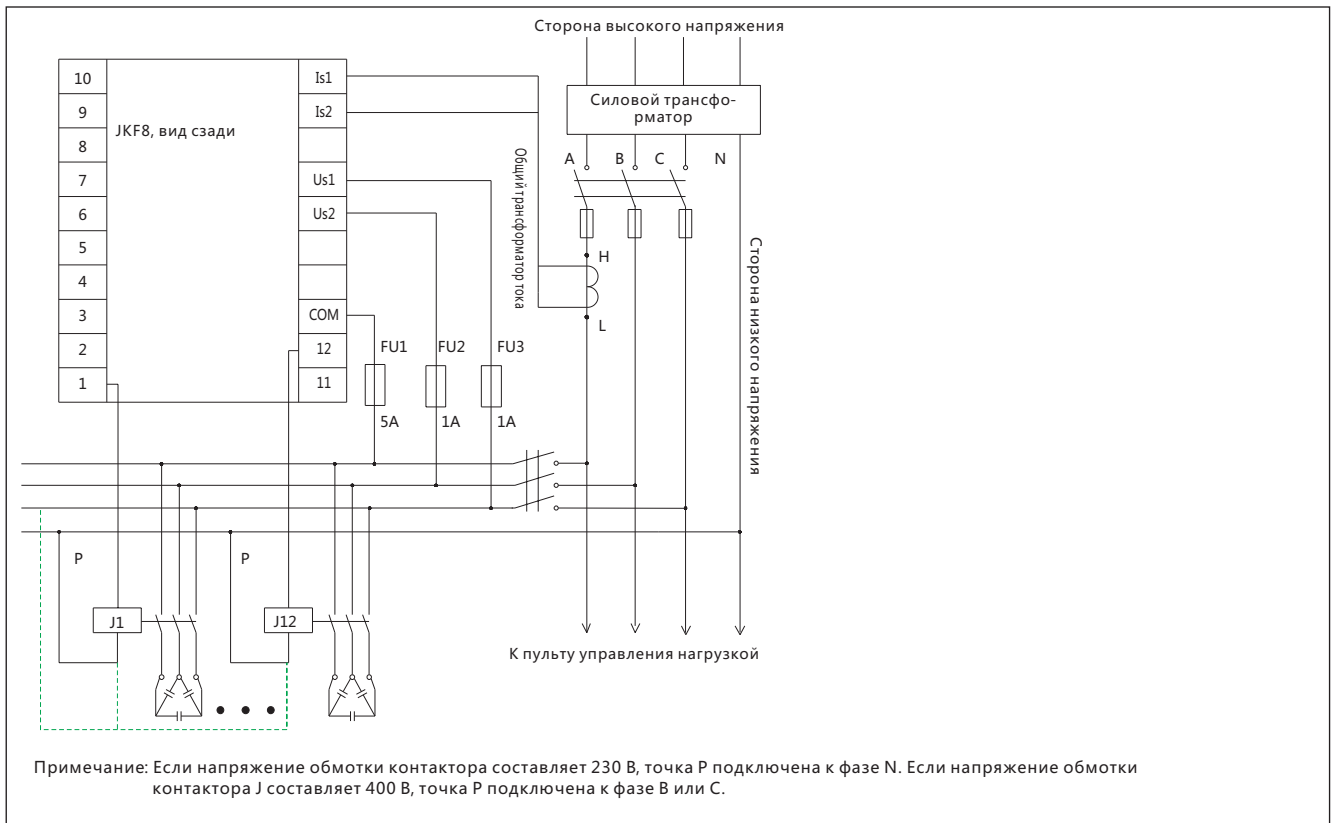 Сторона высокого напряжения
10
9
8
7
6
5
4
3
2
1
JKF8, вид сзади
Is1
Is2
Us1
Us2
COM
12
11
Силовой трансфо-
рматор
A
B
C
N
Общий трансформатор тока
H
L
Сторона низкого напряжения
FU1
FU2
FU3
5A
1A
1A
P
P
J1
J12
К пульту управления нагрузкой
Примечание: Если напряжение обмотки контактора составляет 230 В, точка P подключена к фазе N. Если напряжение обмотки
контактора J составляет 400 В, точка P подключена к фазе B или C.